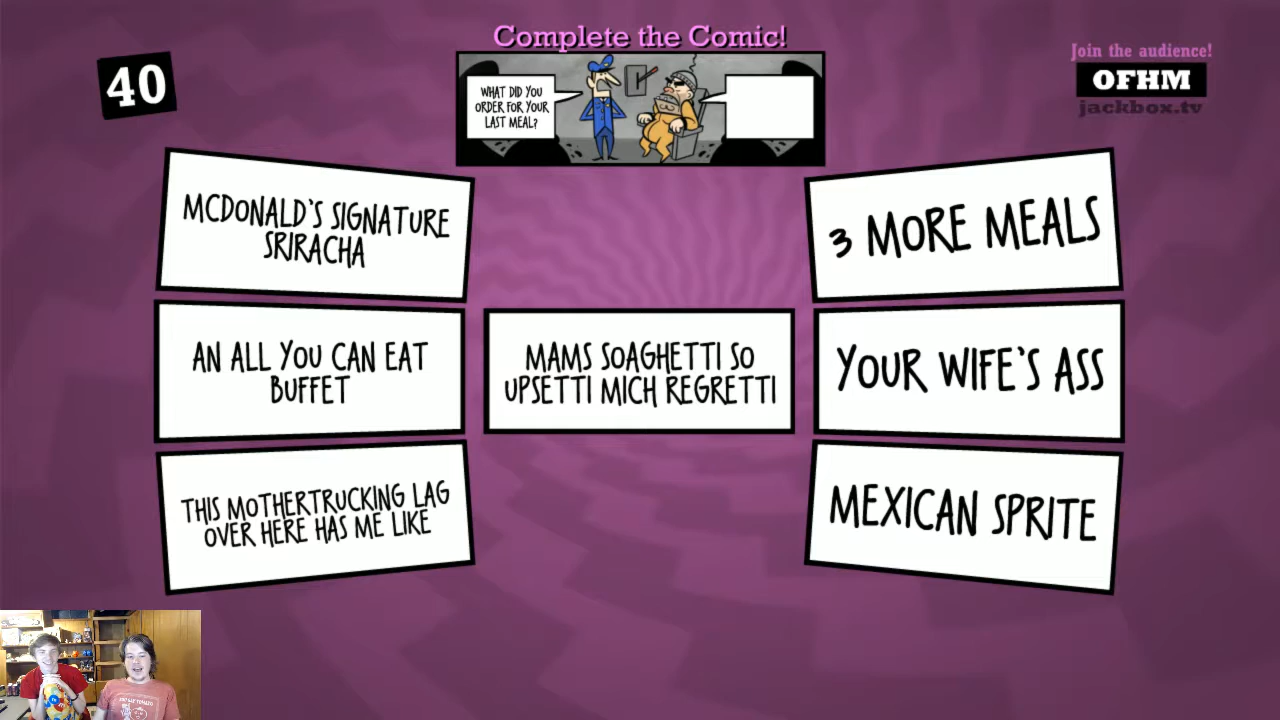 Complete the Comic!
40
WHAT DID YOU
ORDER FOR YOUR
LAST MEAL?
Join the audience!
OFHM
jackbox.tv
MCDONALD'S SIGNATURE
SRIRACHA
3 MORE MEALS
AN ALL YOU CAN EAT
BUFFET
MAMS SOAGHETTI SO
UPSETTI MICH REGRETTI
YOUR WIFE'S ASS
THIS MOTHERTRUCKING LAG
OVER HERE HAS ME LIKE
MEXICAN SPRITE